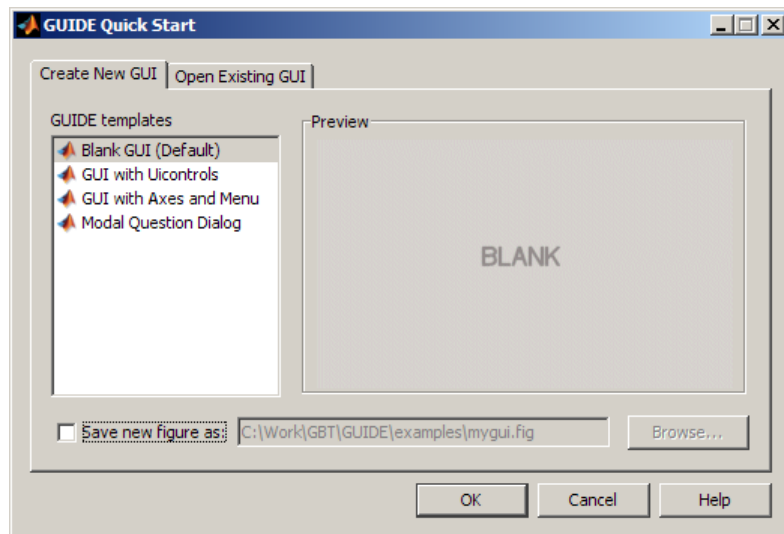 GUIDE Quick Start
Create New GUI Open Existing GUI
GUIDE templates
Blank GUI (Default)
GUI with Uicontrols
GUI with Axes and Menu
Modal Question Dialog
Preview
BLANK
Save new figure as: C:\Work\GBT\GUIDE\examples\mygui.fig Browse...
OK Cancel Help